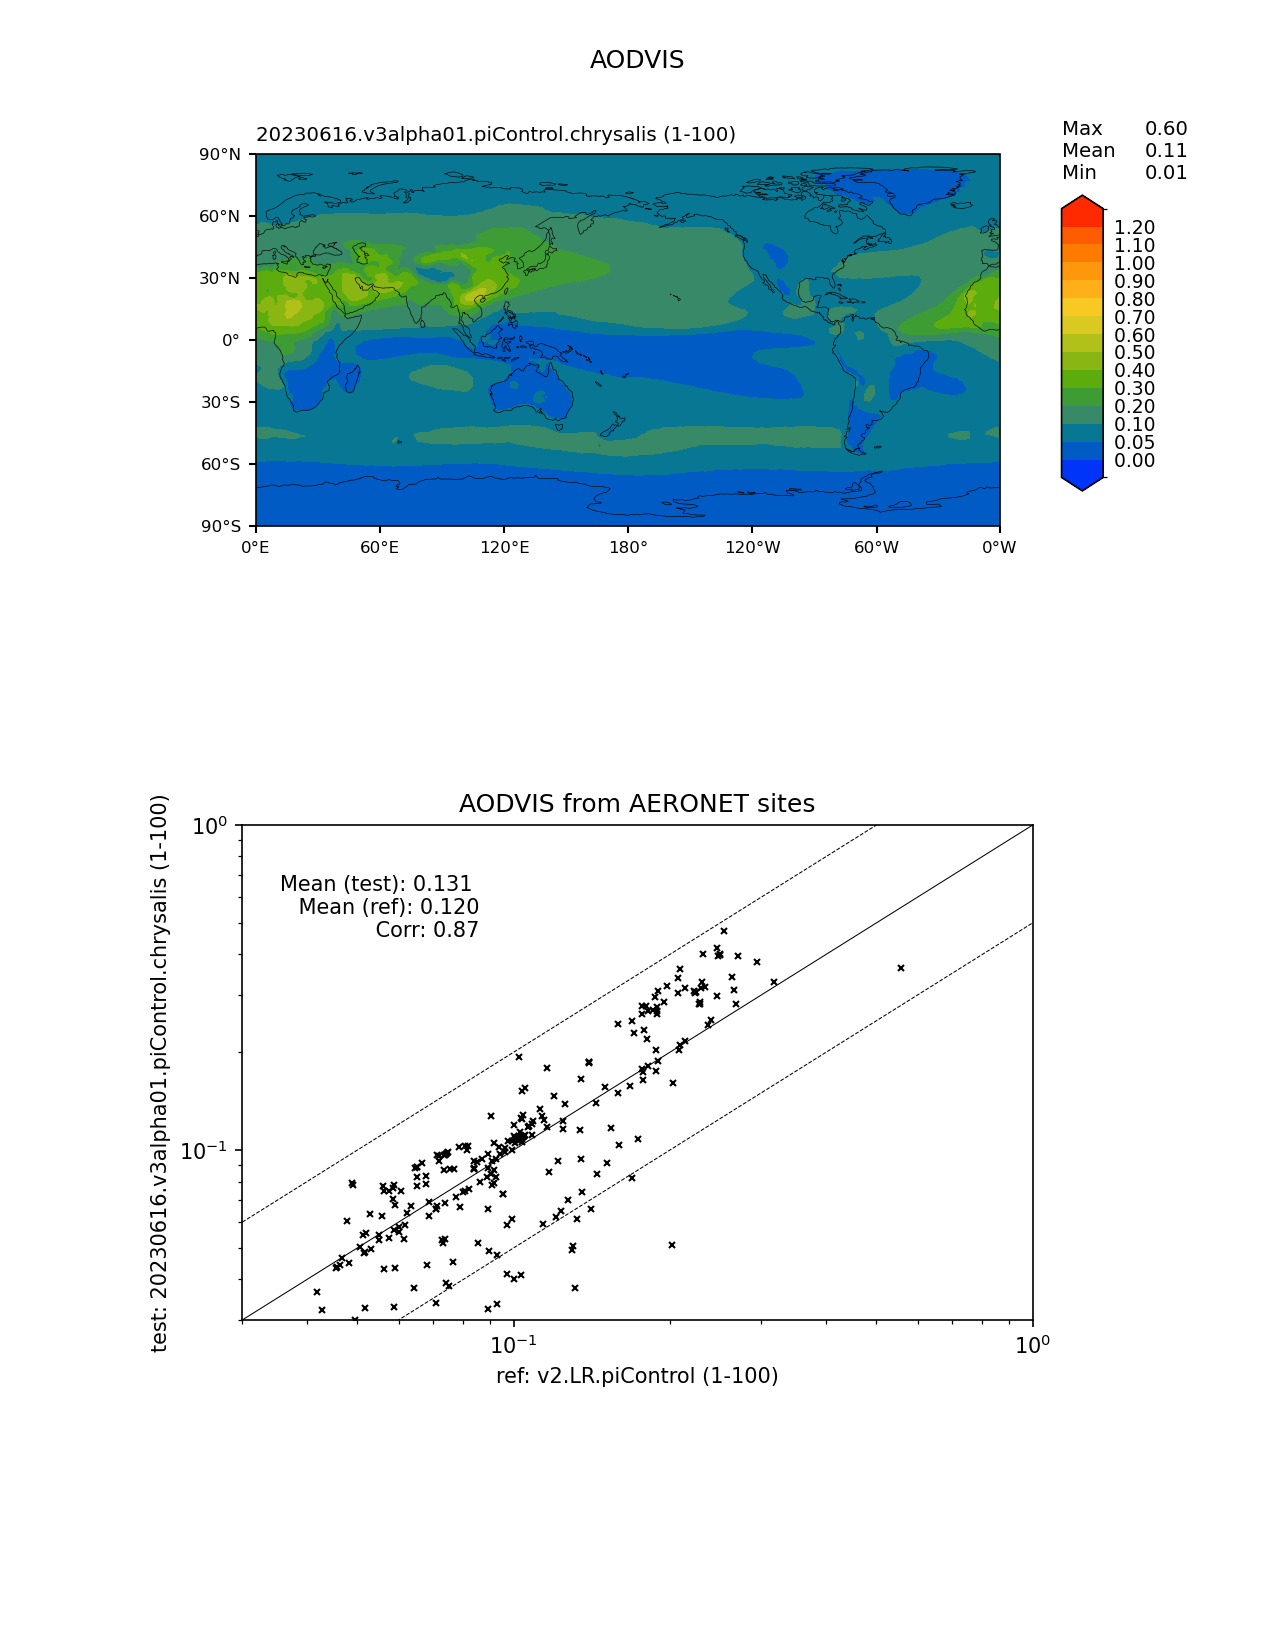 AODVIS
20230616.v3alpha01.piControl.chrysalis (1-100)
Max 0.60
Mean 0.11
Min 0.01
90°N
60°N
30°N
0°
30°S
60°S
90°S
0°E 60°E 120°E 180° 120°W 60°W 0°W
1.20
1.10
1.00
0.90
0.80
0.70
0.60
0.50
0.40
0.30
0.20
0.10
0.05
0.00
AODVIS from AERONET sites
Mean (test): 0.131
Mean (ref): 0.120
Corr: 0.87
test: 20230616.v3alpha01.piControl.chrysalis (1-100)
10⁰
10⁻¹
10⁻¹ 10⁰
ref: v2.LR.piControl (1-100)